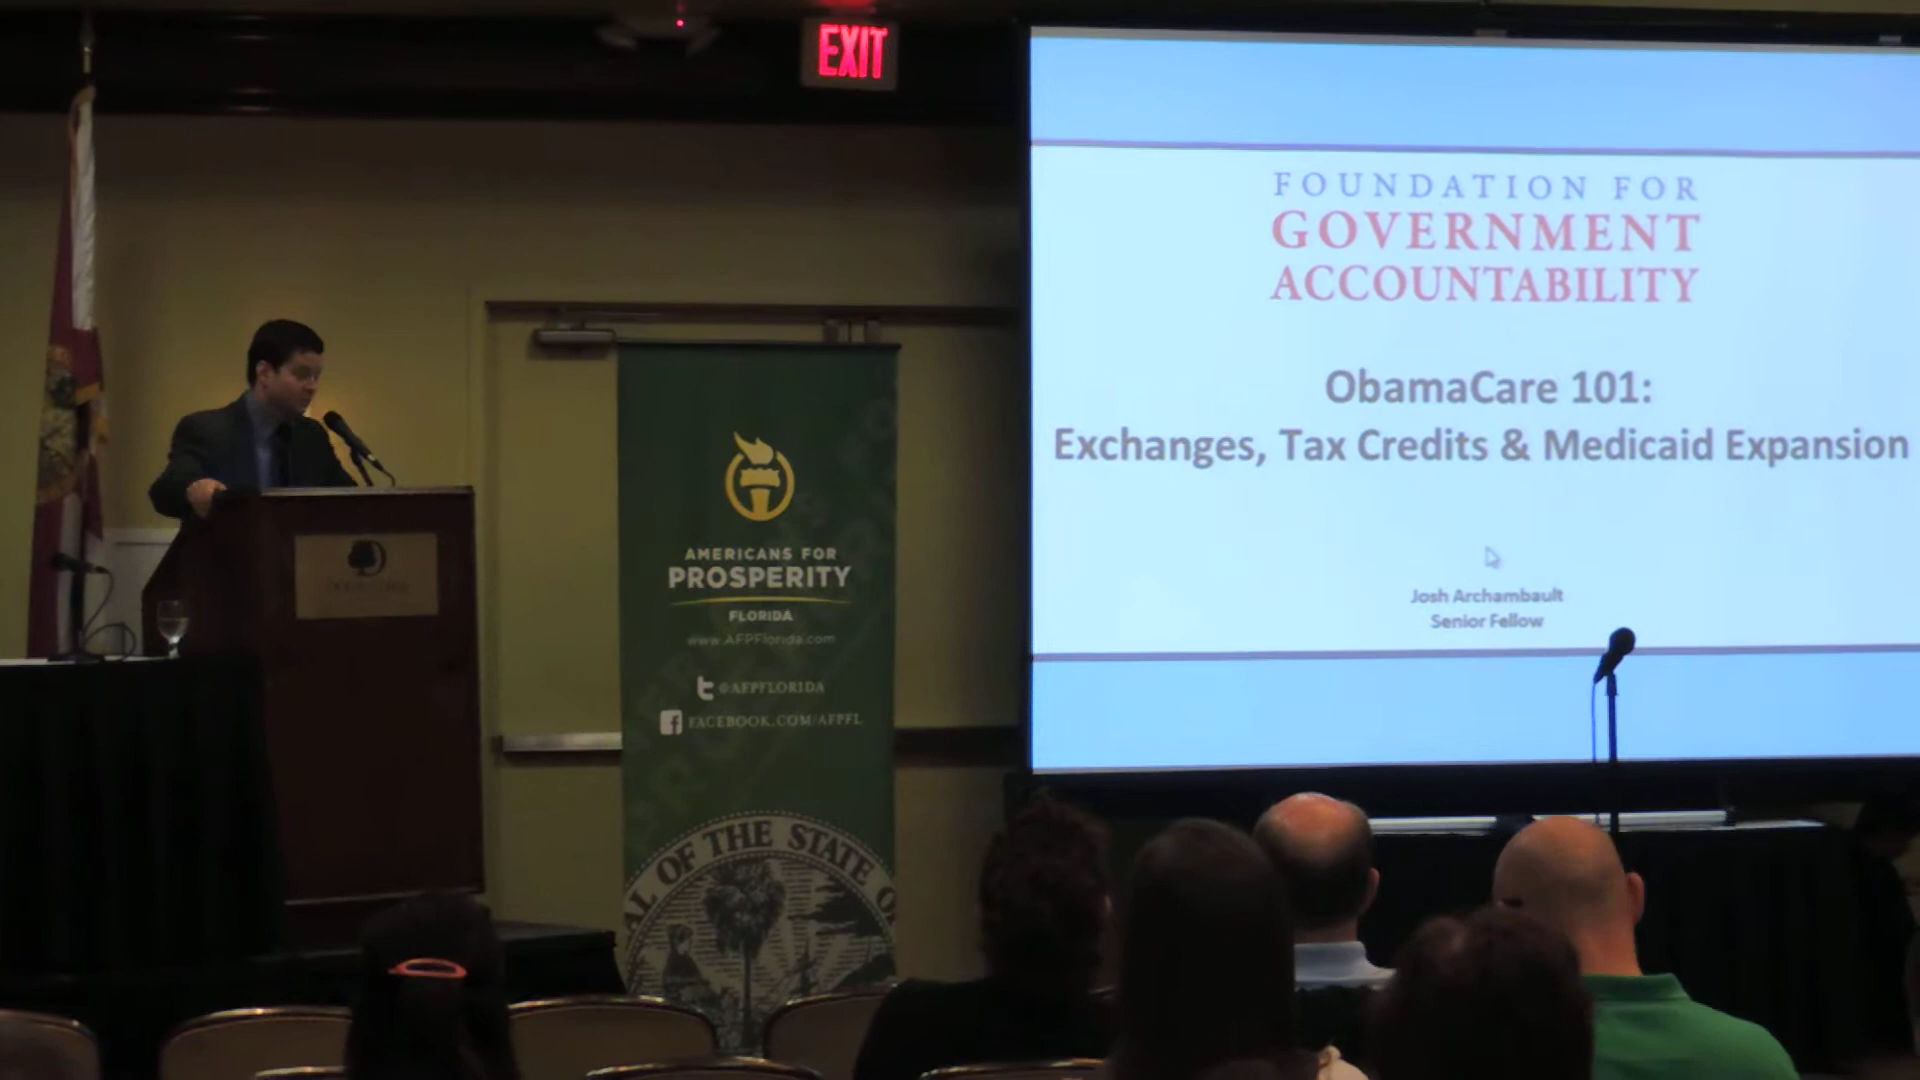 EXIT
FOUNDATION FOR
GOVERNMENT
ACCOUNTABILITY
ObamaCare 101:
Exchanges, Tax Credits & Medicaid Expansion
Josh Archambault
Senior Fellow
AMERICANS FOR
PROSPERITY
FLORIDA
www.AFPFlorida.com
@AFPFLORIDA
FACEBOOK.COM/AFPFL
OF THE STATE